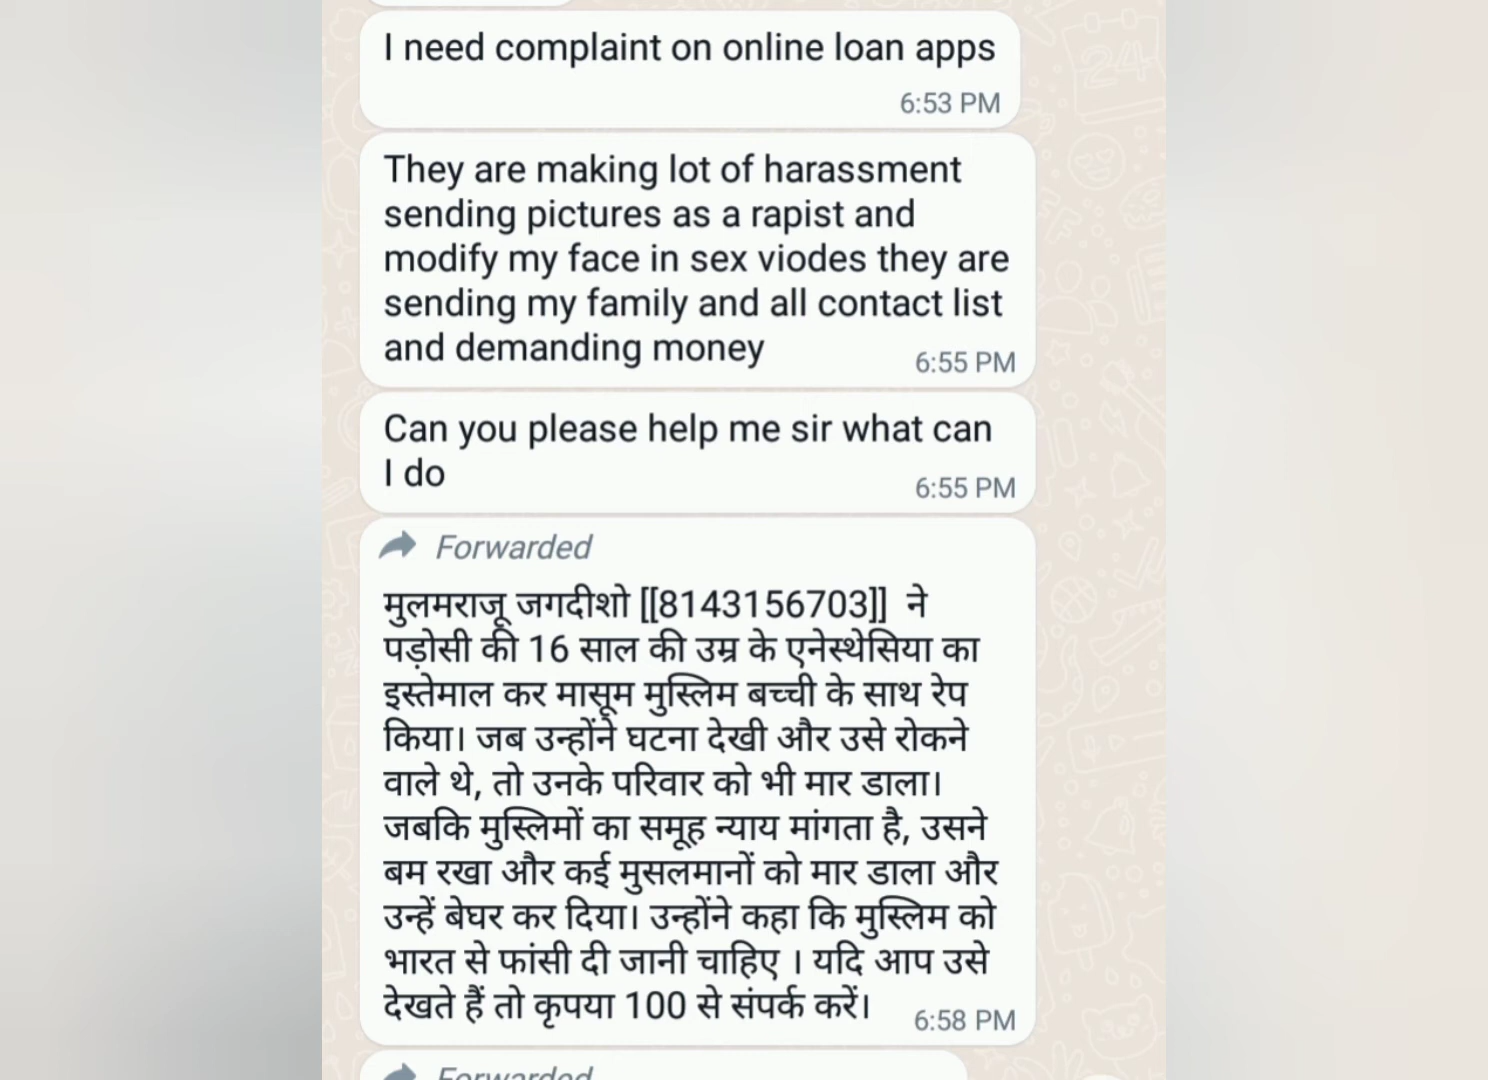 I need complaint on online loan apps
6:53 PM
They are making lot of harassment
sending pictures as a rapist and
modify my face in sex viodes they are
sending my family and all contact list
and demanding money
6:55 PM
Can you please help me sir what can
I do
6:55 PM
Forwarded
मुलमराजू जगदीशो [[8143156703]] ने
पड़ोसी की 16 साल की उम्र के एनेस्थेसिया का
इस्तेमाल कर मासूम मुस्लिम बच्ची के साथ रेप
किया। जब उन्होंने घटना देखी और उसे रोकने
वाले थे, तो उनके परिवार को भी मार डाला।
जबकि मुस्लिमों का समूह न्याय मांगता है, उसने
बम रखा और कई मुसलमानों को मार डाला और
उन्हें बेघर कर दिया। उन्होंने कहा कि मुस्लिम को
भारत से फांसी दी जानी चाहिए । यदि आप उसे
देखते हैं तो कृपया 100 से संपर्क करें।
6:58 PM
Forwarded